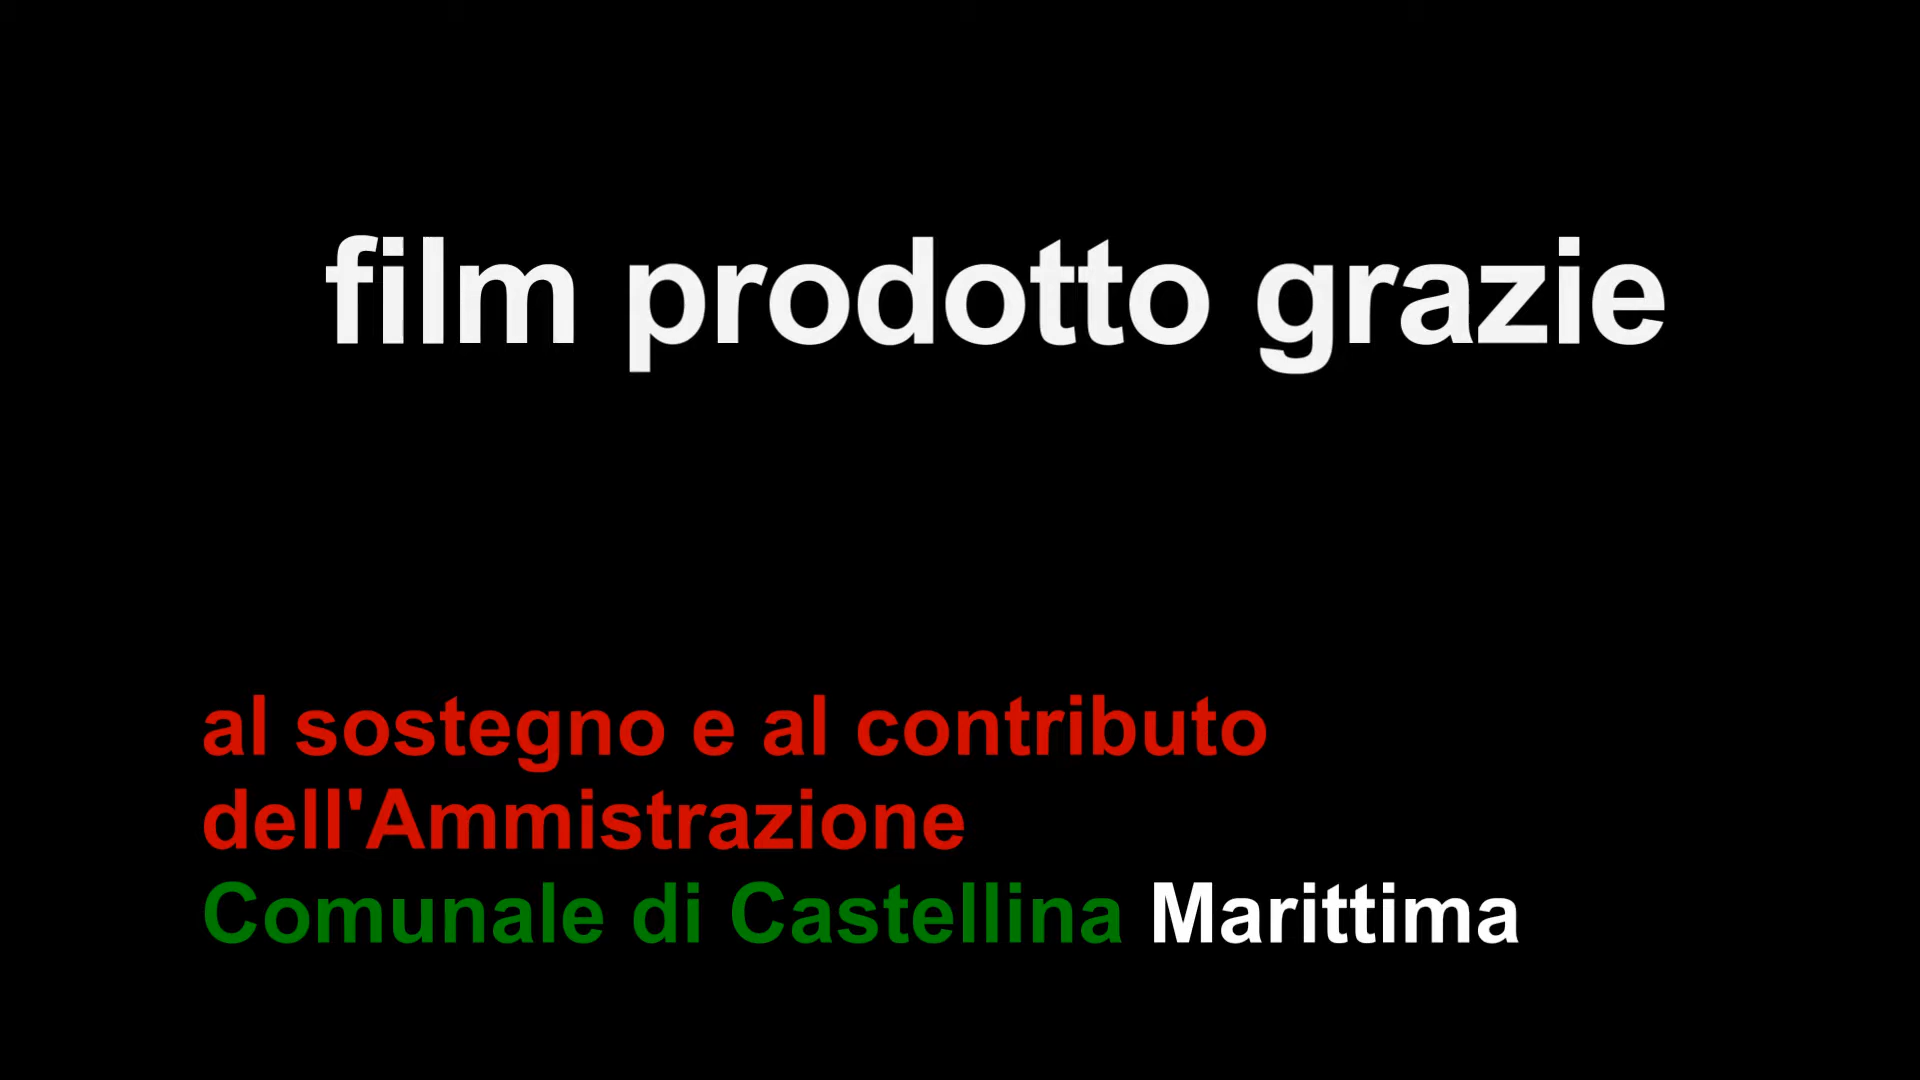 film prodotto grazie
al sostegno e al contributo
dell'Ammistrazione
Comunale di Castellina Marittima